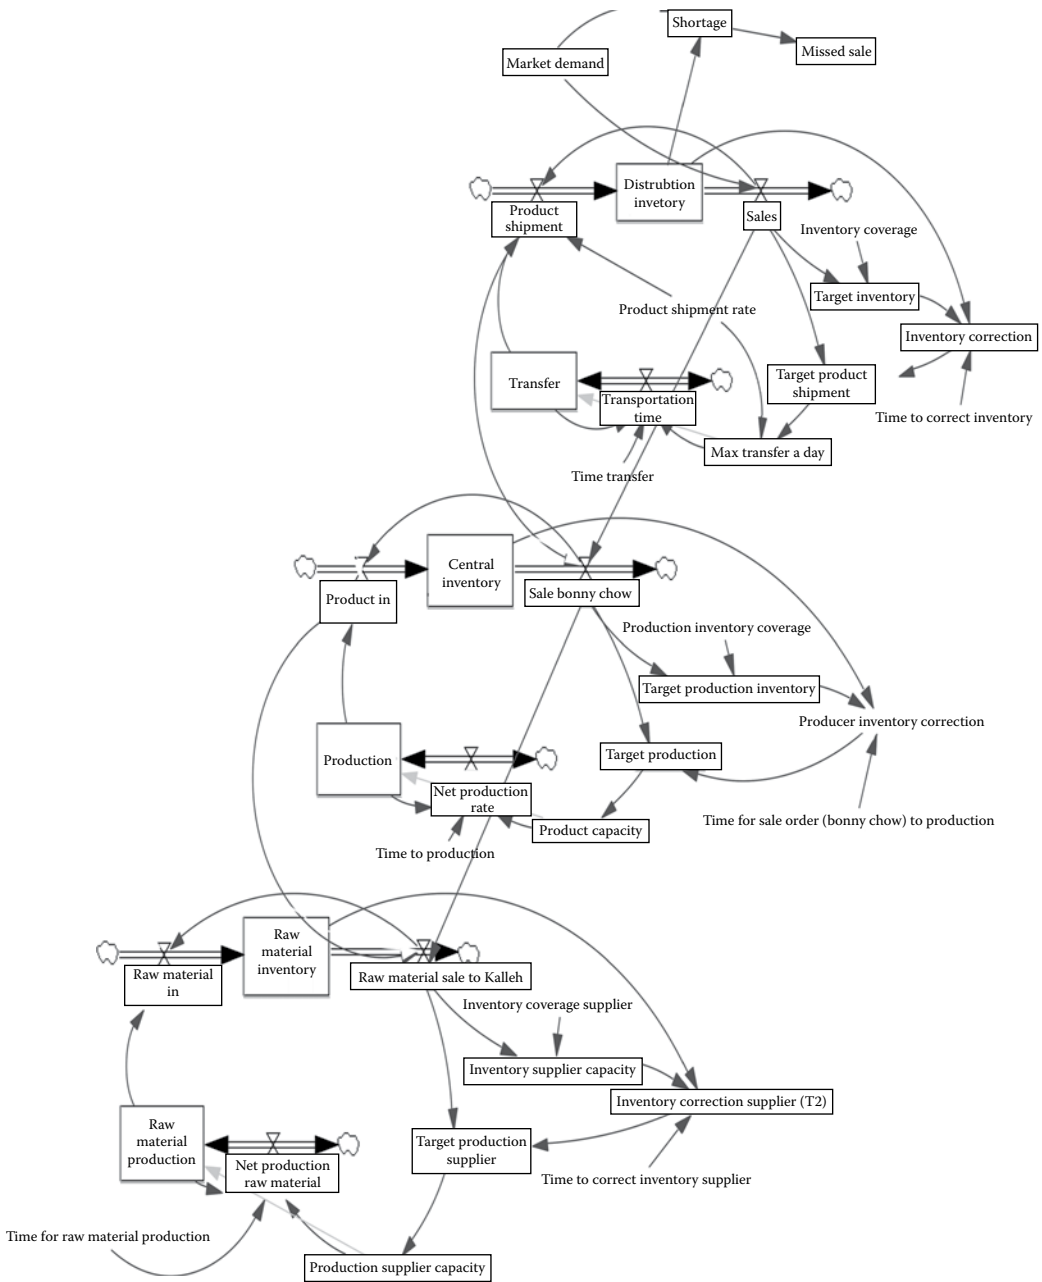 Shortage
Missed sale
Market demand
Distrubtion
invetory
Product
shipment
Sales
Inventory coverage
Target inventory
Product shipment rate
Inventory correction
Transfer
Target product
shipment
Transportation
time
Time to correct inventory
Max transfer a day
Time transfer
Central
inventory
Product in
Sale bonny chow
Production inventory coverage
Target production inventory
Producer inventory correction
Production
Target production
Net production
rate
Product capacity
Time for sale order (bonny chow) to production
Time to production
Raw
material
inventory
Raw material
in
Raw material sale to Kalleh
Inventory coverage supplier
Inventory supplier capacity
Inventory correction supplier (T2)
Raw
material
production
Target production
supplier
Net production
raw material
Time to correct inventory supplier
Time for raw material production
Production supplier capacity